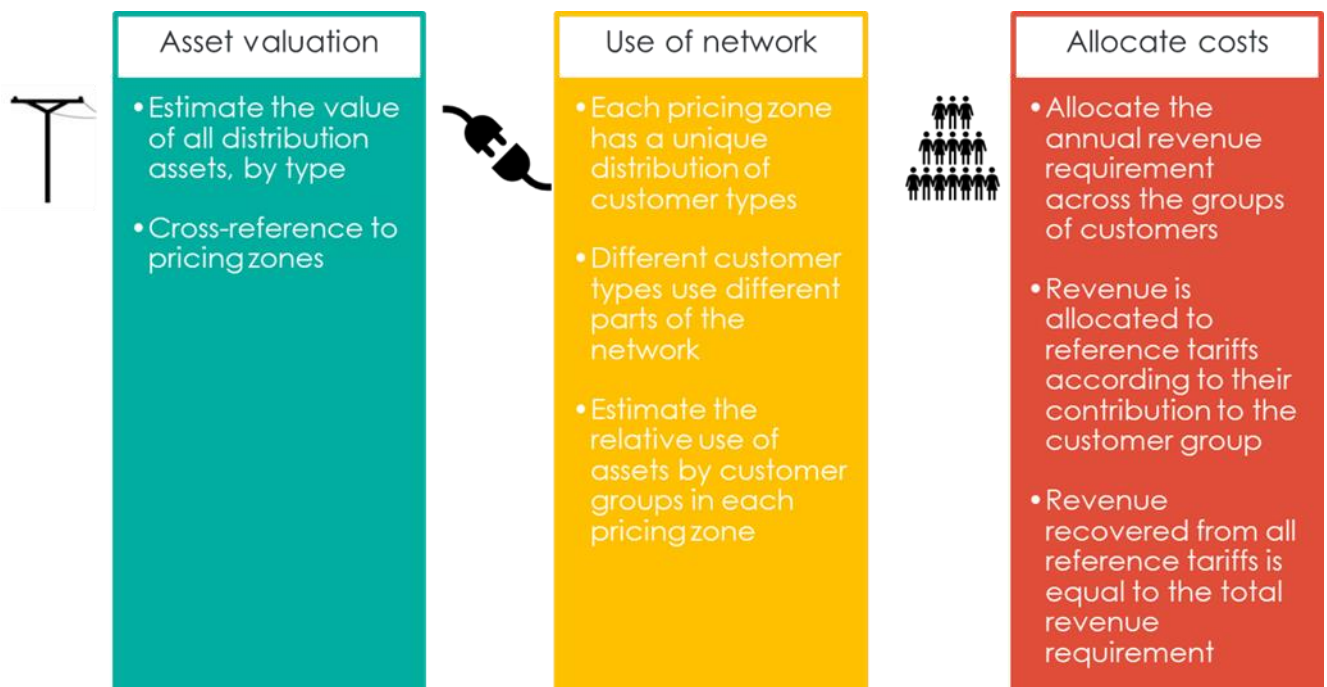 Asset valuation
•Estimate the value
of all distribution
assets, by type
•Cross-reference to
pricing zones
Use of network
•Each pricing zone
has a unique
distribution of
customer types
•Different customer
types use different
parts of the
network
•Estimate the
relative use of
assets by customer
groups in each
pricing zone
Allocate costs
•Allocate the
annual revenue
requirement
across the groups
of customers
•Revenue is
allocated to
reference tariffs
according to their
contribution to the
customer group
•Revenue
recovered from all
reference tariffs is
equal to the total
revenue
requirement